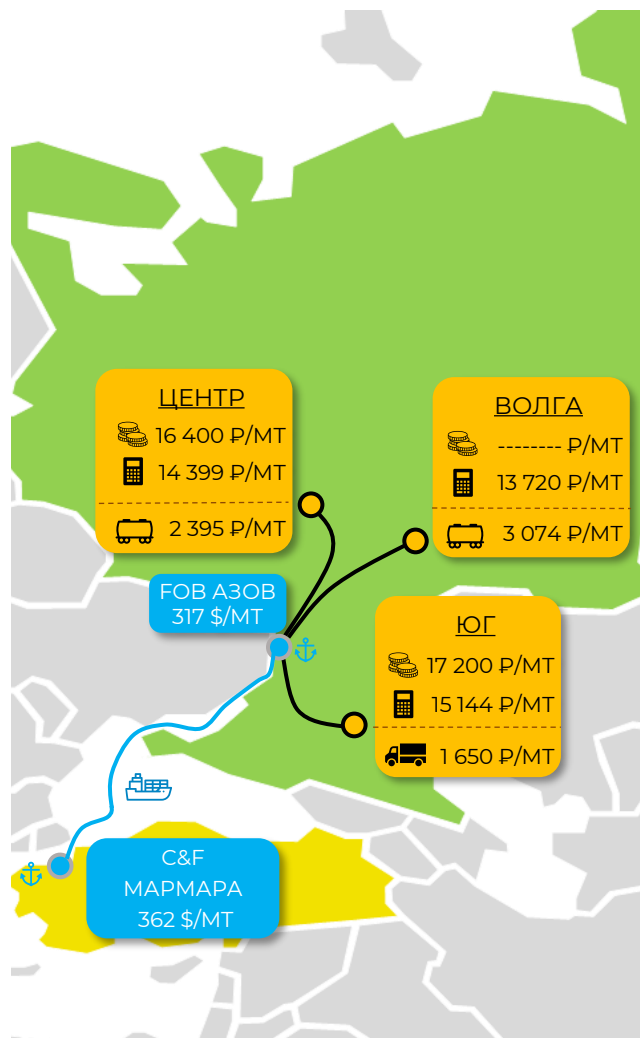 ЦЕНТР
16 400 ₽/МТ
14 399 ₽/МТ
2 395 ₽/МТ
ВОЛГА
-------- ₽/МТ
13 720 ₽/МТ
3 074 ₽/МТ
FOB АЗОВ
317 $/МТ
ЮГ
17 200 ₽/МТ
15 144 ₽/МТ
1 650 ₽/МТ
C&F
МАРМАРА
362 $/МТ